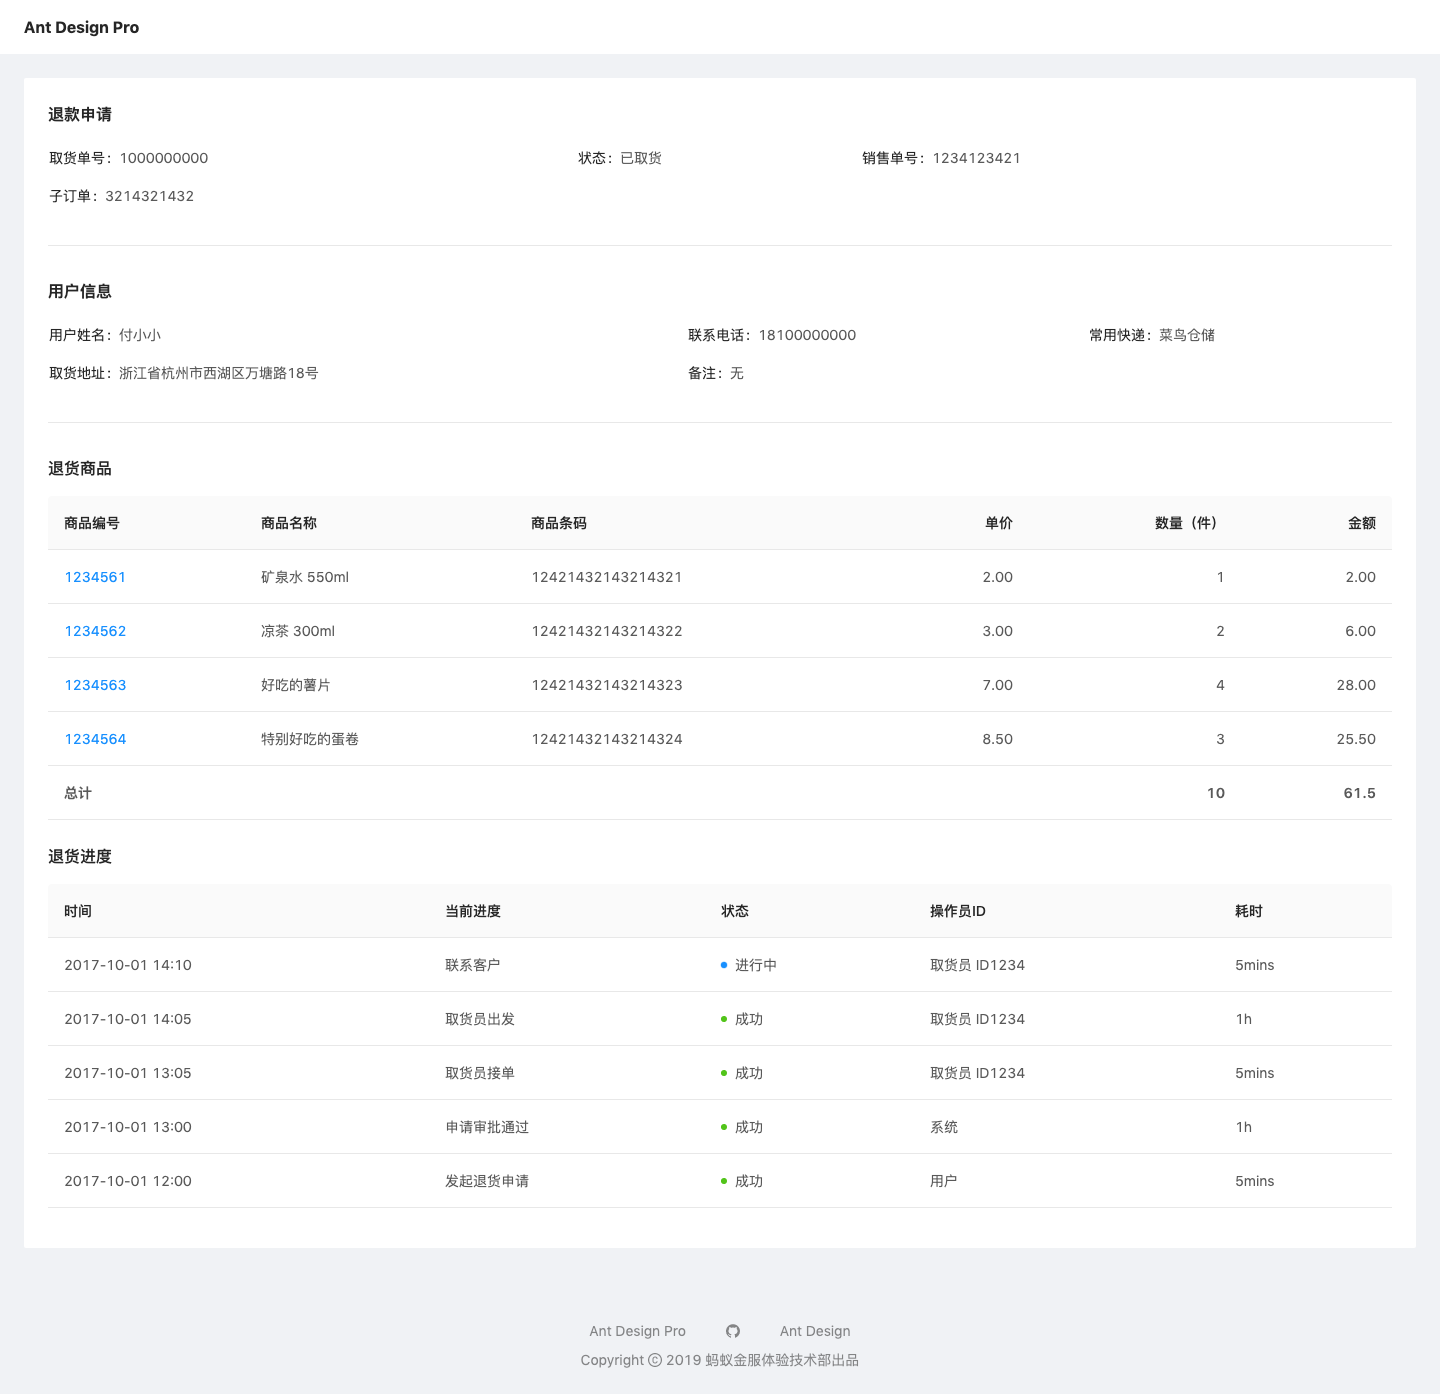 Ant Design Pro
退款申请
取货单号： 1000000000 状态： 已取货 销售单号： 1234123421
子订单： 3214321432
用户信息
用户姓名： 付小小 联系电话： 18100000000 常用快递： 菜鸟仓储
取货地址： 浙江省杭州市西湖区万塘路18号 备注： 无
退货商品
商品编号 商品名称 商品条码 单价 数量（件） 金额
1234561 矿泉水 550ml 12421432143214321 2.00 1 2.00
1234562 凉茶 300ml 12421432143214322 3.00 2 6.00
1234563 好吃的薯片 12421432143214323 7.00 4 28.00
1234564 特别好吃的蛋卷 12421432143214324 8.50 3 25.50
总计 10 61.5
退货进度
时间 当前进度 状态 操作员ID 耗时
2017-10-01 14:10 联系客户 进行中 取货员 ID1234 5mins
2017-10-01 14:05 取货员出发 成功 取货员 ID1234 1h
2017-10-01 13:05 取货员接单 成功 取货员 ID1234 5mins
2017-10-01 13:00 申请审批通过 成功 系统 1h
2017-10-01 12:00 发起退货申请 成功 用户 5mins
Ant Design Pro Ant Design
Copyright © 2019 蚂蚁金服体验技术部出品